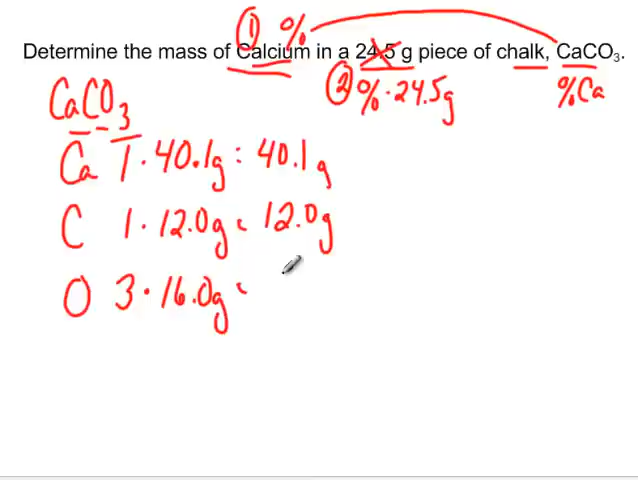 ① %
Determine the mass of Calcium in a 24.5 g piece of chalk, CaCO₃.
② % · 24.5g
%Ca
CaCO₃
Ca 1 · 40.1g = 40.1g
C 1 · 12.0g = 12.0g
O 3 · 16.0g =